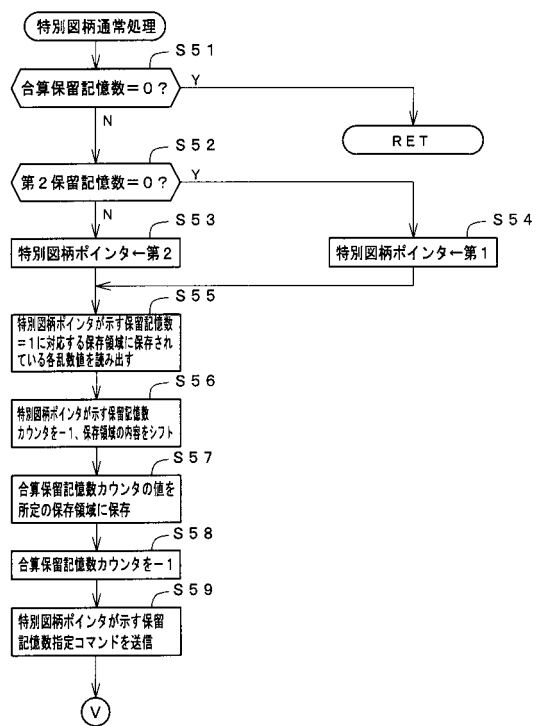 特別図柄通常処理
S51
合算保留記憶数=0?
Y
N
RET
S52
第2保留記憶数=0?
Y
N
S53
S54
特別図柄ポインタ←第2
特別図柄ポインタ←第1
S55
特別図柄ポインタが示す保留記憶数
=1に対応する保存領域に保存され
ている各乱数値を読み出す
S56
特別図柄ポインタが示す保留記憶数
カウンタを-1、保存領域の内容をシフト
S57
合算保留記憶数カウンタの値を
所定の保存領域に保存
S58
合算保留記憶数カウンタを-1
S59
特別図柄ポインタが示す保留
記憶数指定コマンドを送信
V